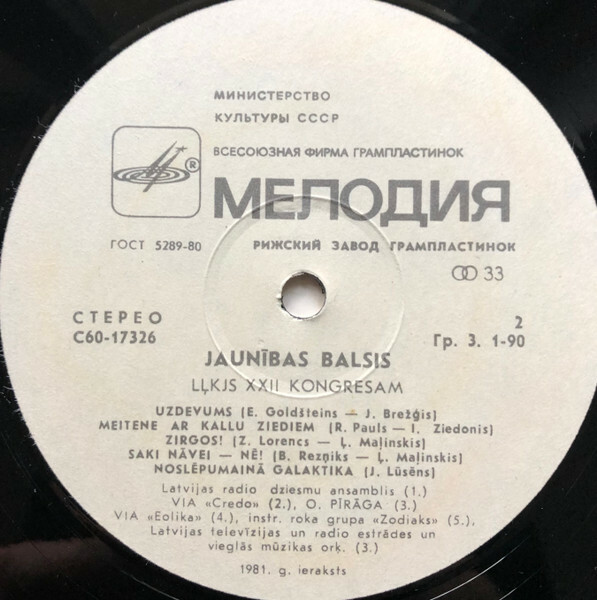 МИНИСТЕРСТВО
КУЛЬТУРЫ СССР
ВСЕСОЮЗНАЯ ФИРМА ГРАМПЛАСТИНОК
® МЕЛОДИЯ
ГОСТ 5289-80 РИЖСКИЙ ЗАВОД ГРАМПЛАСТИНОК
33
СТЕРЕО 2
С60-17326 Гр. 3. 1-90
JAUNĪBAS BALSIS
LĻKJS XXII KONGRESAM
UZDEVUMS (E. Goldšteins — J. Brežģis)
MEITENE AR KALLU ZIEDIEM (R. Pauls — I. Ziedonis)
ZIRGOS! (Z. Lorencs — Ļ. Maļinskis)
SAKI NĀVEI — NĒ! (B. Rezņiks — Ļ. Maļinskis)
NOSLĒPUMAINĀ GALAKTIKA (J. Lūsēns)
Latvijas radio dziesmu ansamblis (1.)
VIA «Credo» (2.), O. PĪRĀGA (3.)
VIA «Eolika» (4.), instr. roka grupa «Zodiaks» (5.),
Latvijas televīzijas un radio estrādes un
vieglās mūzikas orķ. (3.)
1981. g. ieraksts